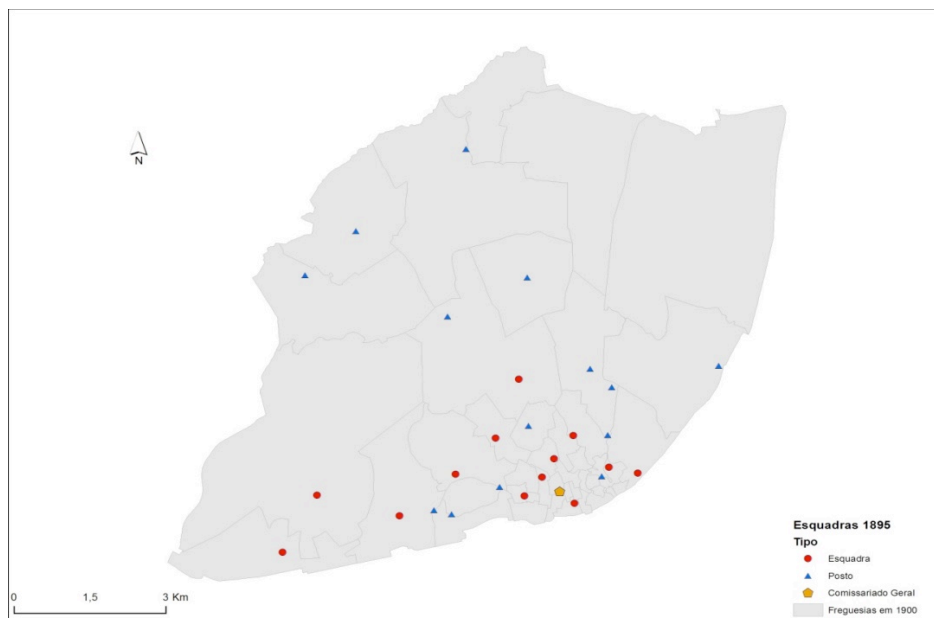 N
Esquadras 1895
Tipo
Esquadra
Posto
Comissariado Geral
Freguesias em 1900
0 1,5 3 Km